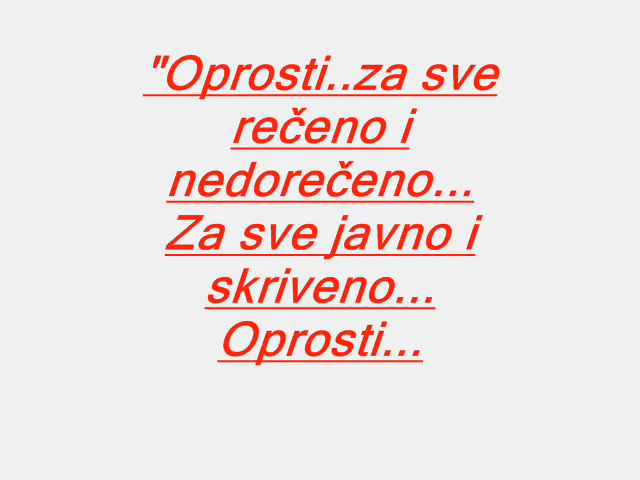 "Oprosti..za sve
rečeno i
nedorečeno...
Za sve javno i
skriveno...
Oprosti...